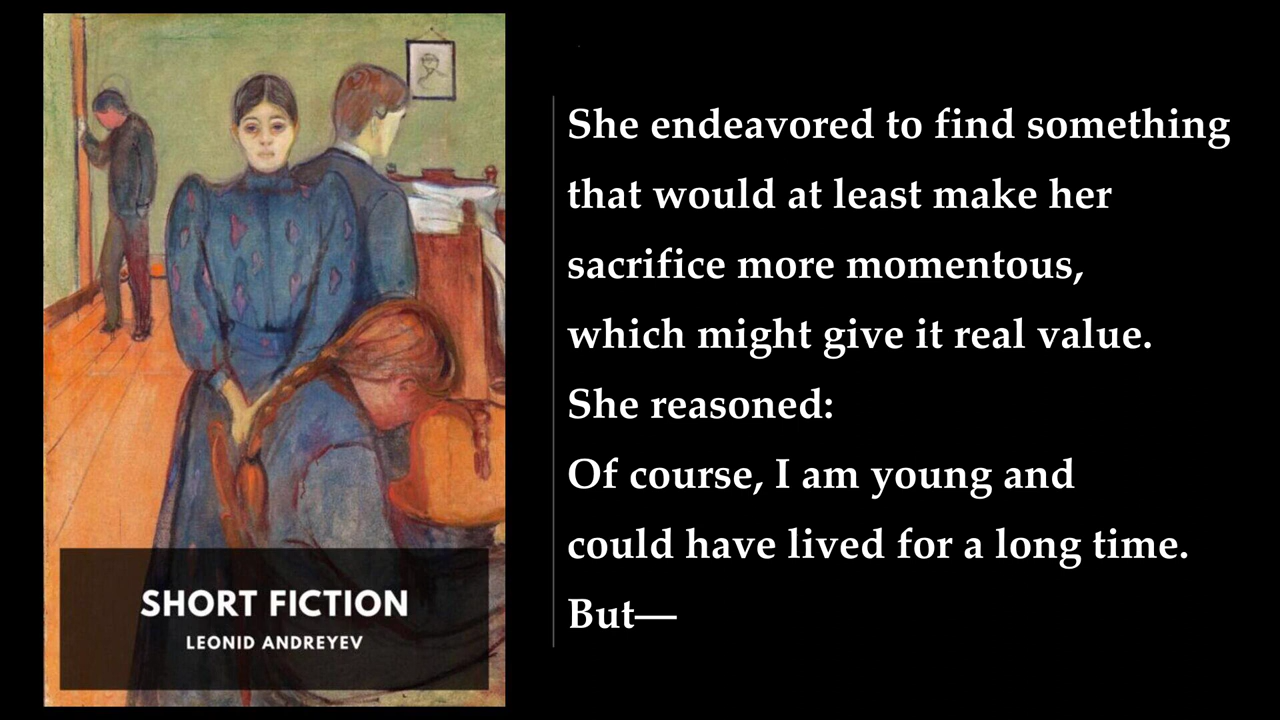 SHORT FICTION
LEONID ANDREYEV
She endeavored to find something
that would at least make her
sacrifice more momentous,
which might give it real value.
She reasoned:
Of course, I am young and
could have lived for a long time.
But—